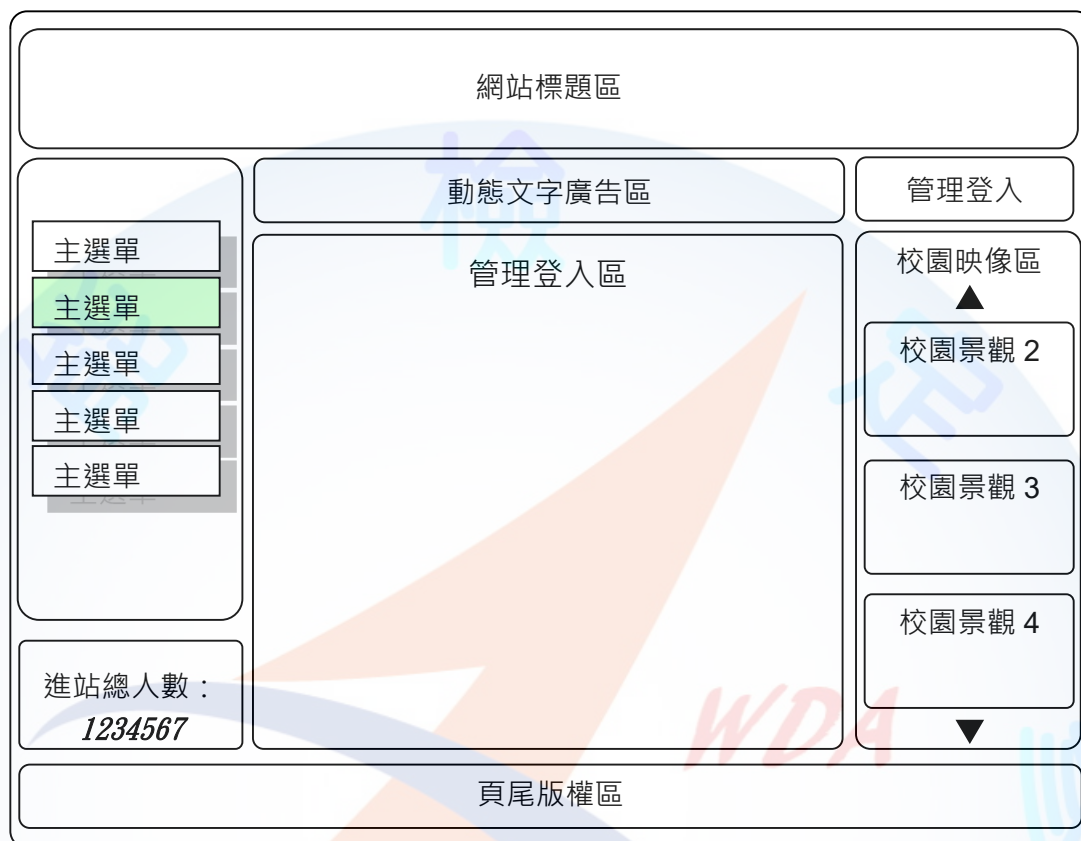 網站標題區
動態文字廣告區
管理登入
主選單
主選單
主選單
主選單
主選單
管理登入區
校園映像區
▲
校園景觀 2
校園景觀 3
校園景觀 4
▼
進站總人數：
1234567
頁尾版權區
檢
定
WDA